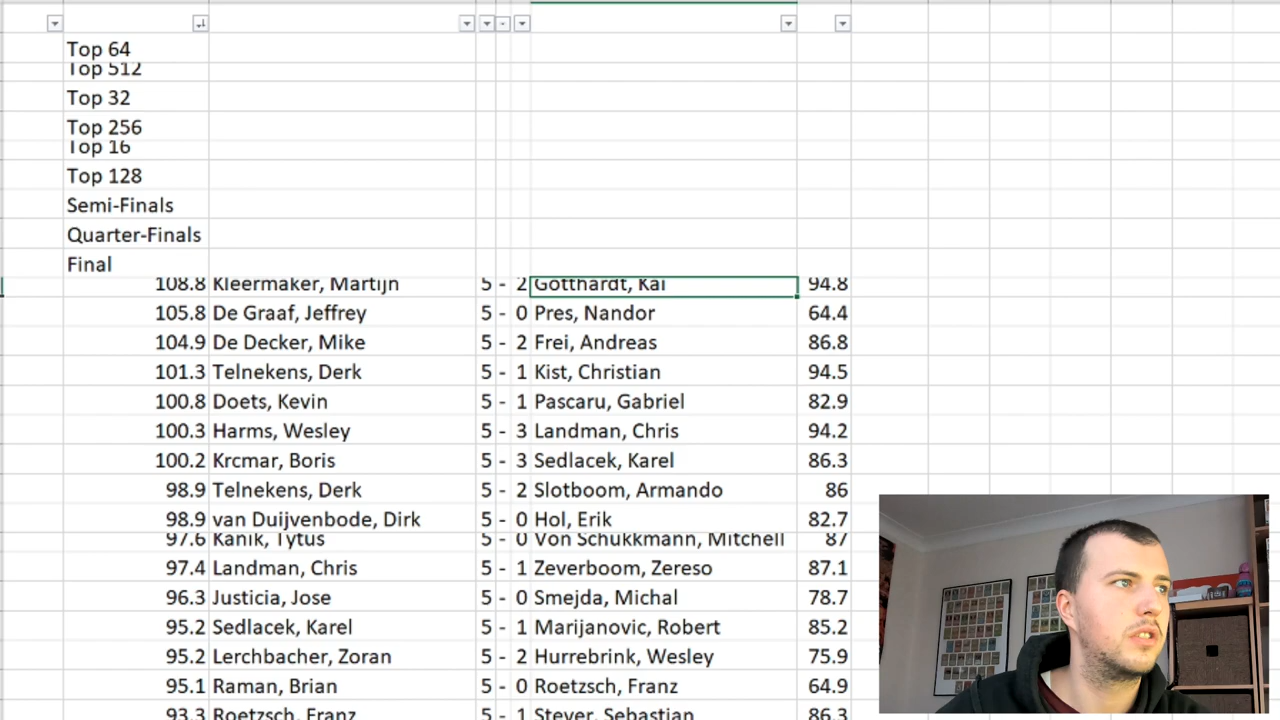 Top 64
Top 512
Top 32
Top 256
Top 16
Top 128
Semi-Finals
Quarter-Finals
Final
108.8 Kleermaker, Martijn 5 - 2 Gotthardt, Kai 94.8
105.8 De Graaf, Jeffrey 5 - 0 Pres, Nandor 64.4
104.9 De Decker, Mike 5 - 2 Frei, Andreas 86.8
101.3 Telnekens, Derk 5 - 1 Kist, Christian 94.5
100.8 Doets, Kevin 5 - 1 Pascaru, Gabriel 82.9
100.3 Harms, Wesley 5 - 3 Landman, Chris 94.2
100.2 Krcmar, Boris 5 - 3 Sedlacek, Karel 86.3
98.9 Telnekens, Derk 5 - 2 Slotboom, Armando 86
98.9 van Duijvenbode, Dirk 5 - 0 Hol, Erik 82.7
97.6 Kanik, Tytus 5 - 0 Von Schukkmann, Mitchell 87
97.4 Landman, Chris 5 - 1 Zeverboom, Zereso 87.1
96.3 Justicia, Jose 5 - 0 Smejda, Michal 78.7
95.2 Sedlacek, Karel 5 - 1 Marijanovic, Robert 85.2
95.2 Lerchbacher, Zoran 5 - 2 Hurrebrink, Wesley 75.9
95.1 Raman, Brian 5 - 0 Roetzsch, Franz 64.9
93.3 Roetzsch, Franz 5 - 1 Steyer, Sebastian 86.3